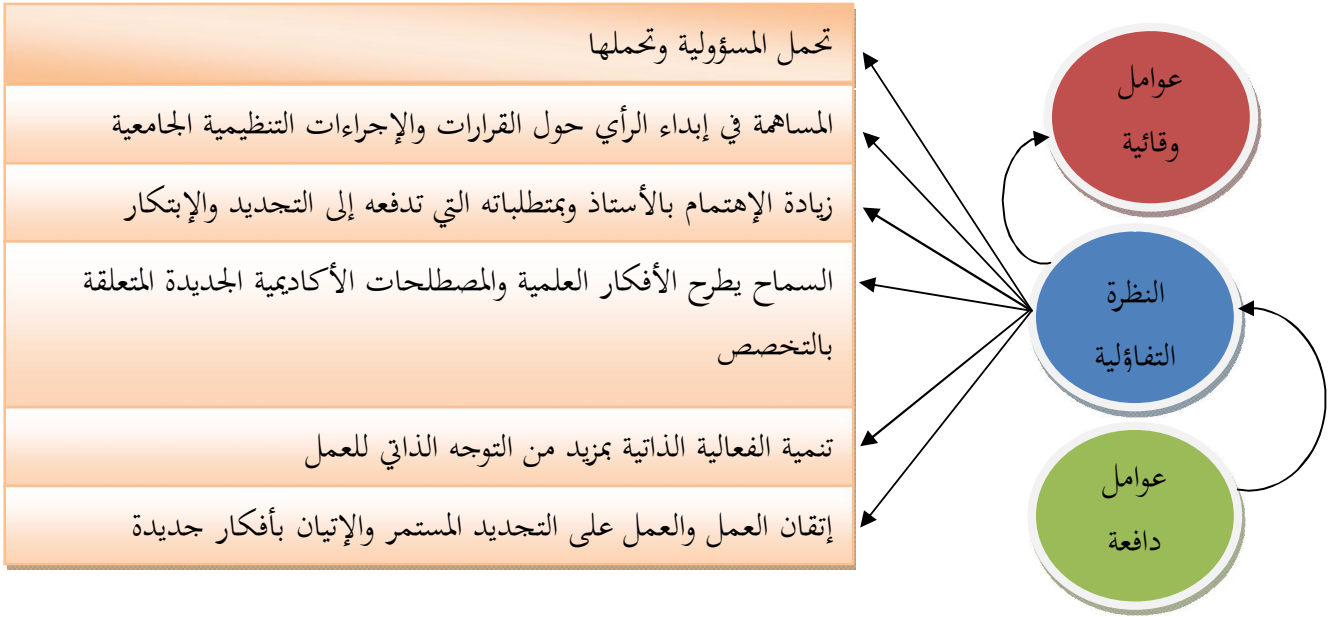 عوامل
وقائية
النظرة
التفاؤلية
عوامل
دافعة
تحمل المسؤولية وتحملها
المساهمة في إبداء الرأي حول القرارات والإجراءات التنظيمية الجامعية
زيادة الإهتمام بالأستاذ وبمتطلباته التي تدفعه إلى التجديد والإبتكار
السماح يطرح الأفكار العلمية والمصطلحات الأكاديمية الجديدة المتعلقة
بالتخصص
تنمية الفعالية الذاتية بمزيد من التوجه الذاتي للعمل
إتقان العمل والعمل على التجديد المستمر والإتيان بأفكار جديدة